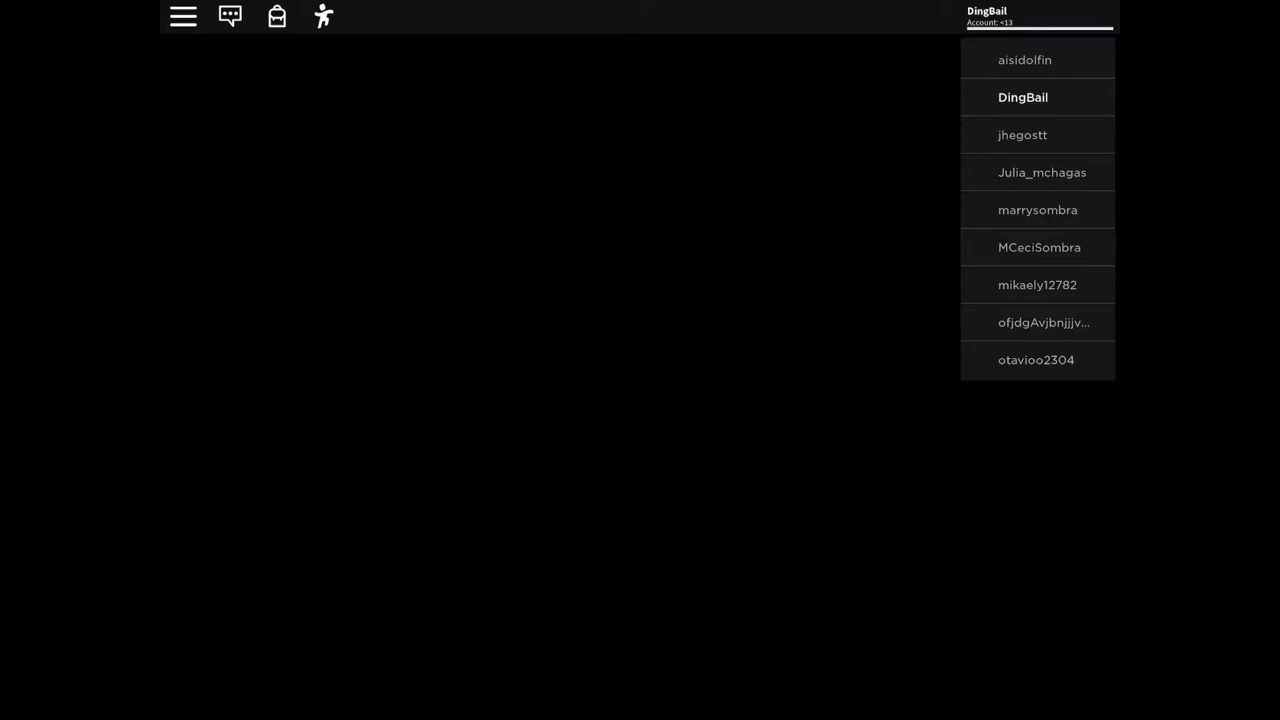 DingBail
Account: <13
aisidolfin
DingBail
jhegostt
Julia_mchagas
marrysombra
MCeciSombra
mikaely12782
ofjdgAvjbnjjjv...
otavioo2304